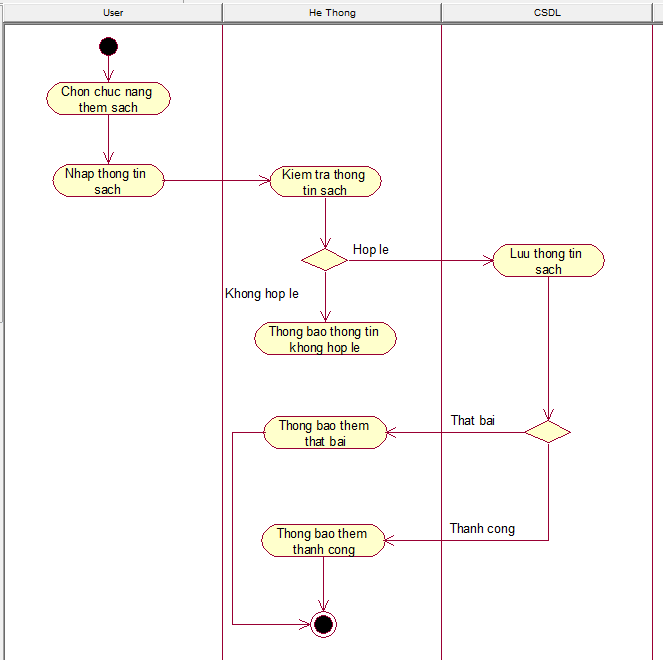 User
He Thong
CSDL
Chon chuc nang
them sach
Nhap thong tin
sach
Kiem tra thong
tin sach
Hop le
Luu thong tin
sach
Khong hop le
Thong bao thong tin
khong hop le
Thong bao them
that bai
That bai
Thanh cong
Thong bao them
thanh cong